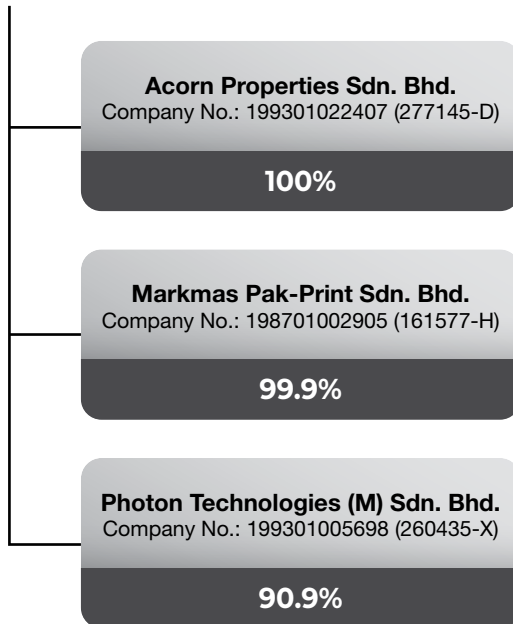 Acorn Properties Sdn. Bhd.
Company No.: 199301022407 (277145-D)
100%
Markmas Pak-Print Sdn. Bhd.
Company No.: 198701002905 (161577-H)
99.9%
Photon Technologies (M) Sdn. Bhd.
Company No.: 199301005698 (260435-X)
90.9%